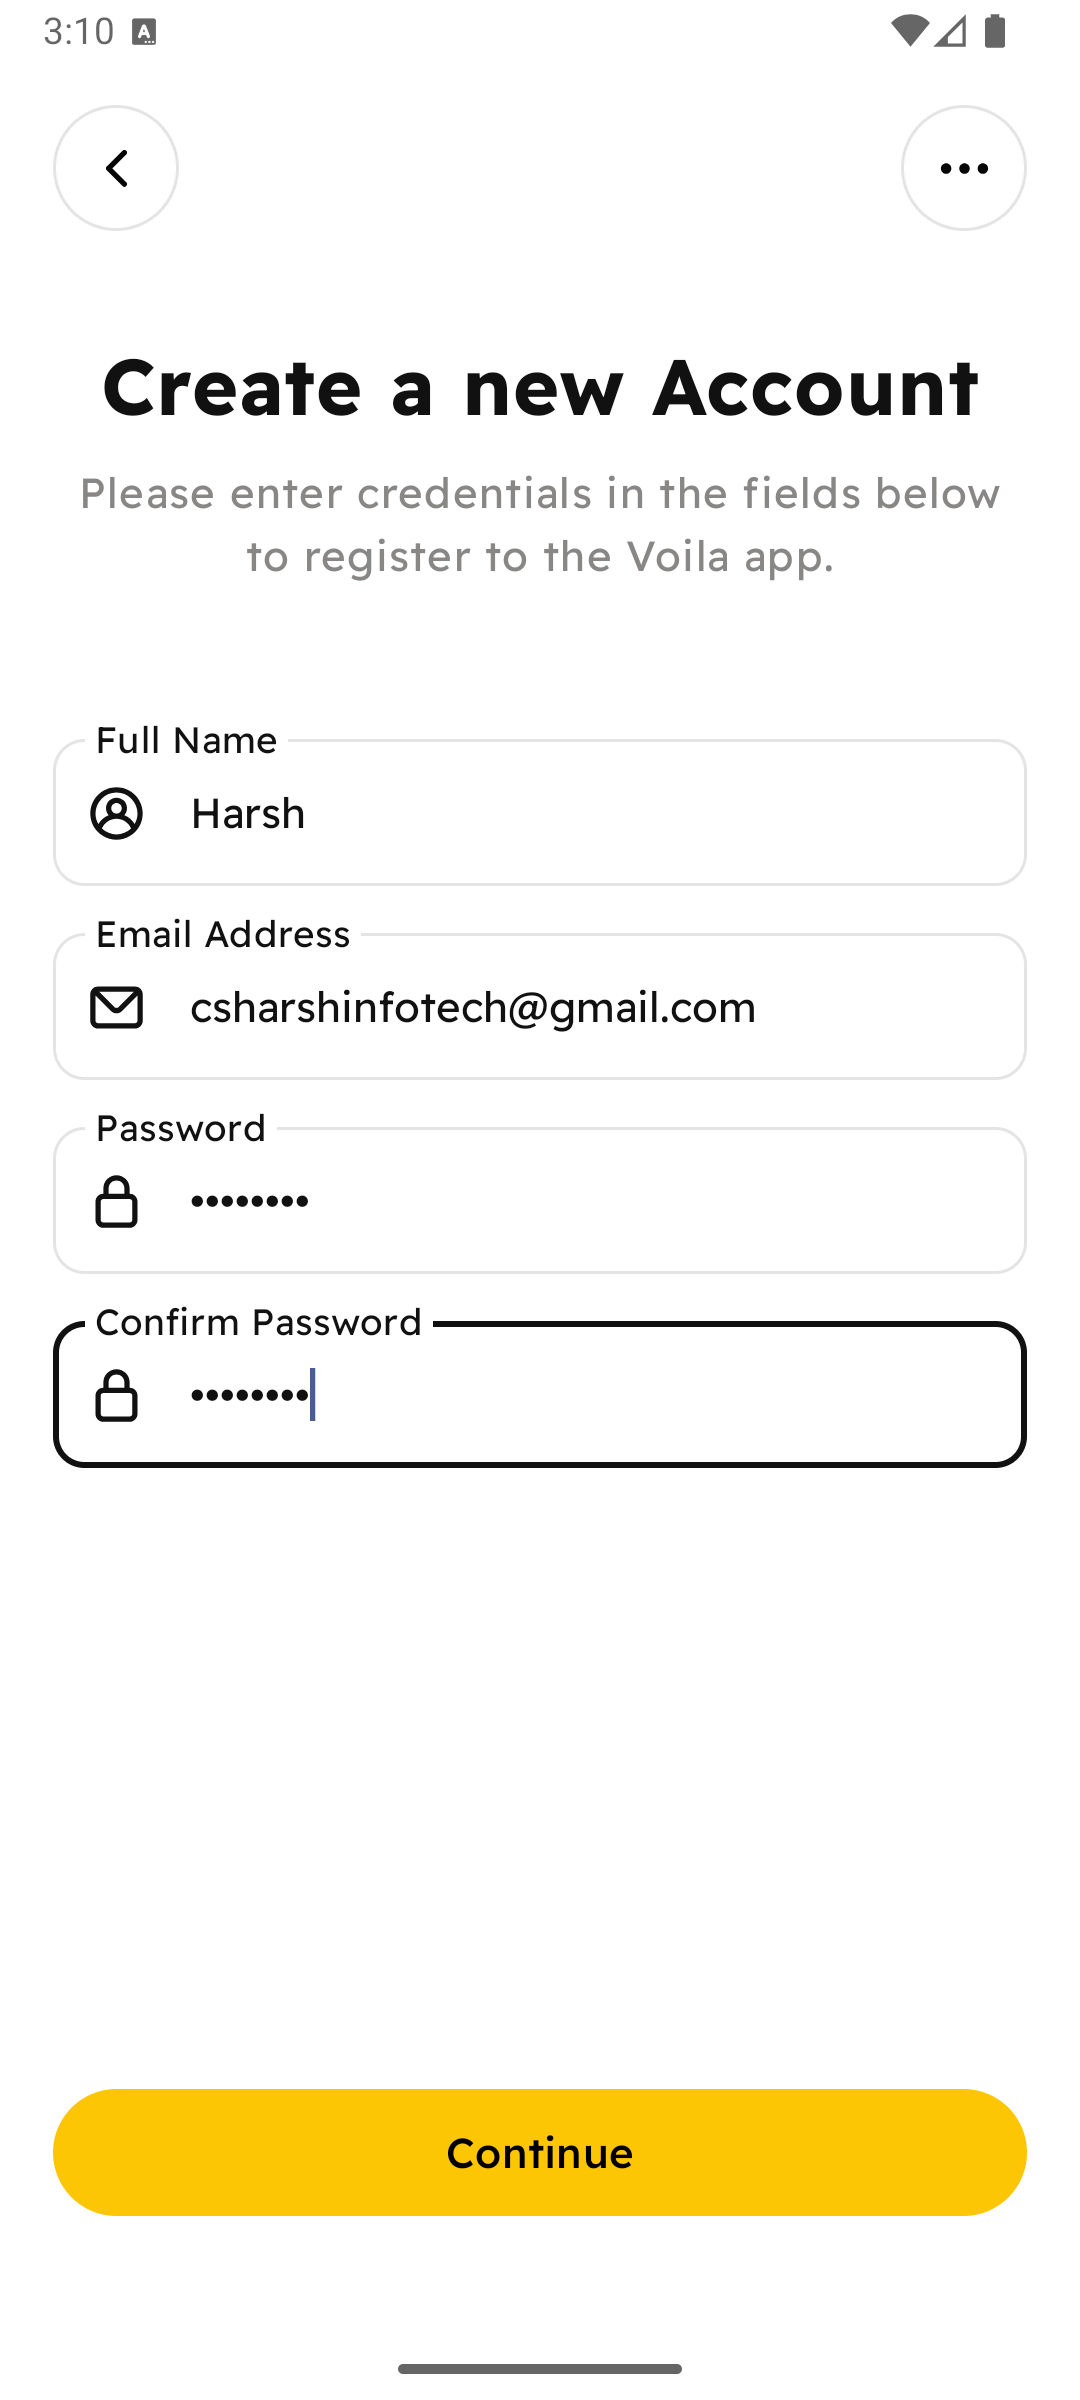 3:10
Create a new Account
Please enter credentials in the fields below
to register to the Voila app.
Full Name
Harsh
Email Address
csharshinfotech@gmail.com
Password
••••••••
Confirm Password
••••••••
Continue